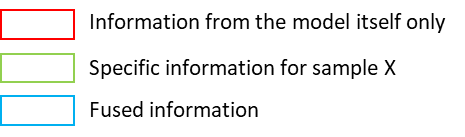 Information from the model itself only
Specific information for sample X
Fused information